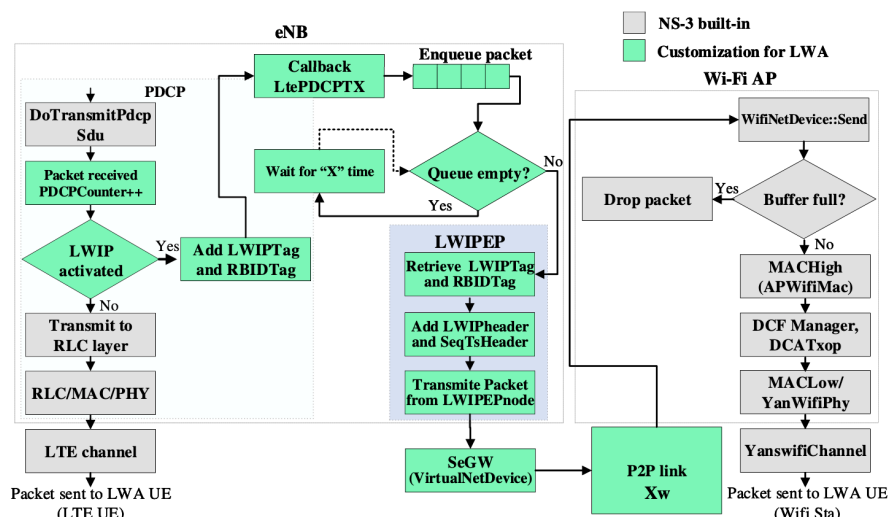 eNB
NS-3 built-in
Customization for LWA
Wi-Fi AP
PDCP
DoTransmitPdcp
Sdu
Packet received
PDCPCounter++
LWIP
activated
Yes
No
Add LWIPTag
and RBIDTag
Transmit to
RLC layer
RLC/MAC/PHY
LTE channel
Packet sent to LWA UE
(LTE UE)
Callback
LtePDCPTX
Enqueue packet
Wait for “X” time
Queue empty?
No
Yes
LWIPEP
Retrieve LWIPTag
and RBIDTag
Add LWIPheader
and SeqTsHeader
Transmite Packet
from LWIPEPnode
SeGW
(VirtualNetDevice)
P2P link
Xw
WifiNetDevice::Send
Buffer full?
Yes
Drop packet
No
MACHigh
(APWifiMac)
DCF Manager,
DCATxop
MACLow/
YanWifiPhy
YanswifiChannel
Packet sent to LWA UE
(Wifi Sta)